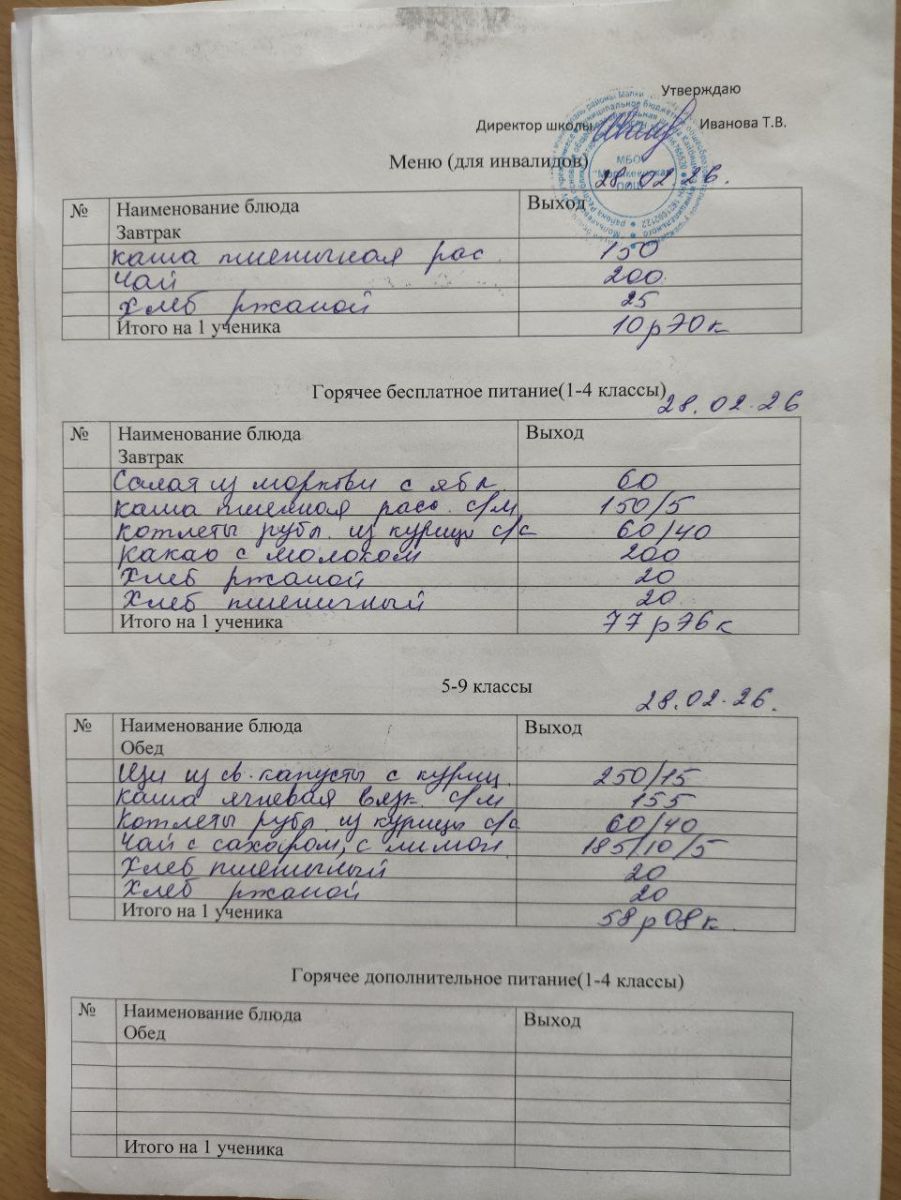 Утверждаю
Директор школы Иванова Т.В.
Меню (для инвалидов) 28.02.26.
№ Наименование блюда Выход
Завтрак
каша пшеничная рас. 150
Чай 200
Хлеб ржаной 25
Итого на 1 ученика 10р70к
Горячее бесплатное питание(1-4 классы) 28.02.26
№ Наименование блюда Выход
Завтрак
Салат из моркови с ябл. 60
каша пшенная расс. с/м 150/5
котлеты рубл. из курицы с/с 60/40
какао с молоком 200
Хлеб ржаной 20
Хлеб пшеничный 20
Итого на 1 ученика 77р76к
5-9 классы 28.02.26.
№ Наименование блюда Выход
Обед
Щи из св. капусты с куриц. 250/15
каша ячневая вязк. с/м 155
котлеты рубл. из курицы с/с 60/40
Чай с сахаром, с лимон. 185/10/5
Хлеб пшеничный 20
Хлеб ржаной 20
Итого на 1 ученика 58р08к
Горячее дополнительное питание(1-4 классы)
№ Наименование блюда Выход
Обед
Итого на 1 ученика